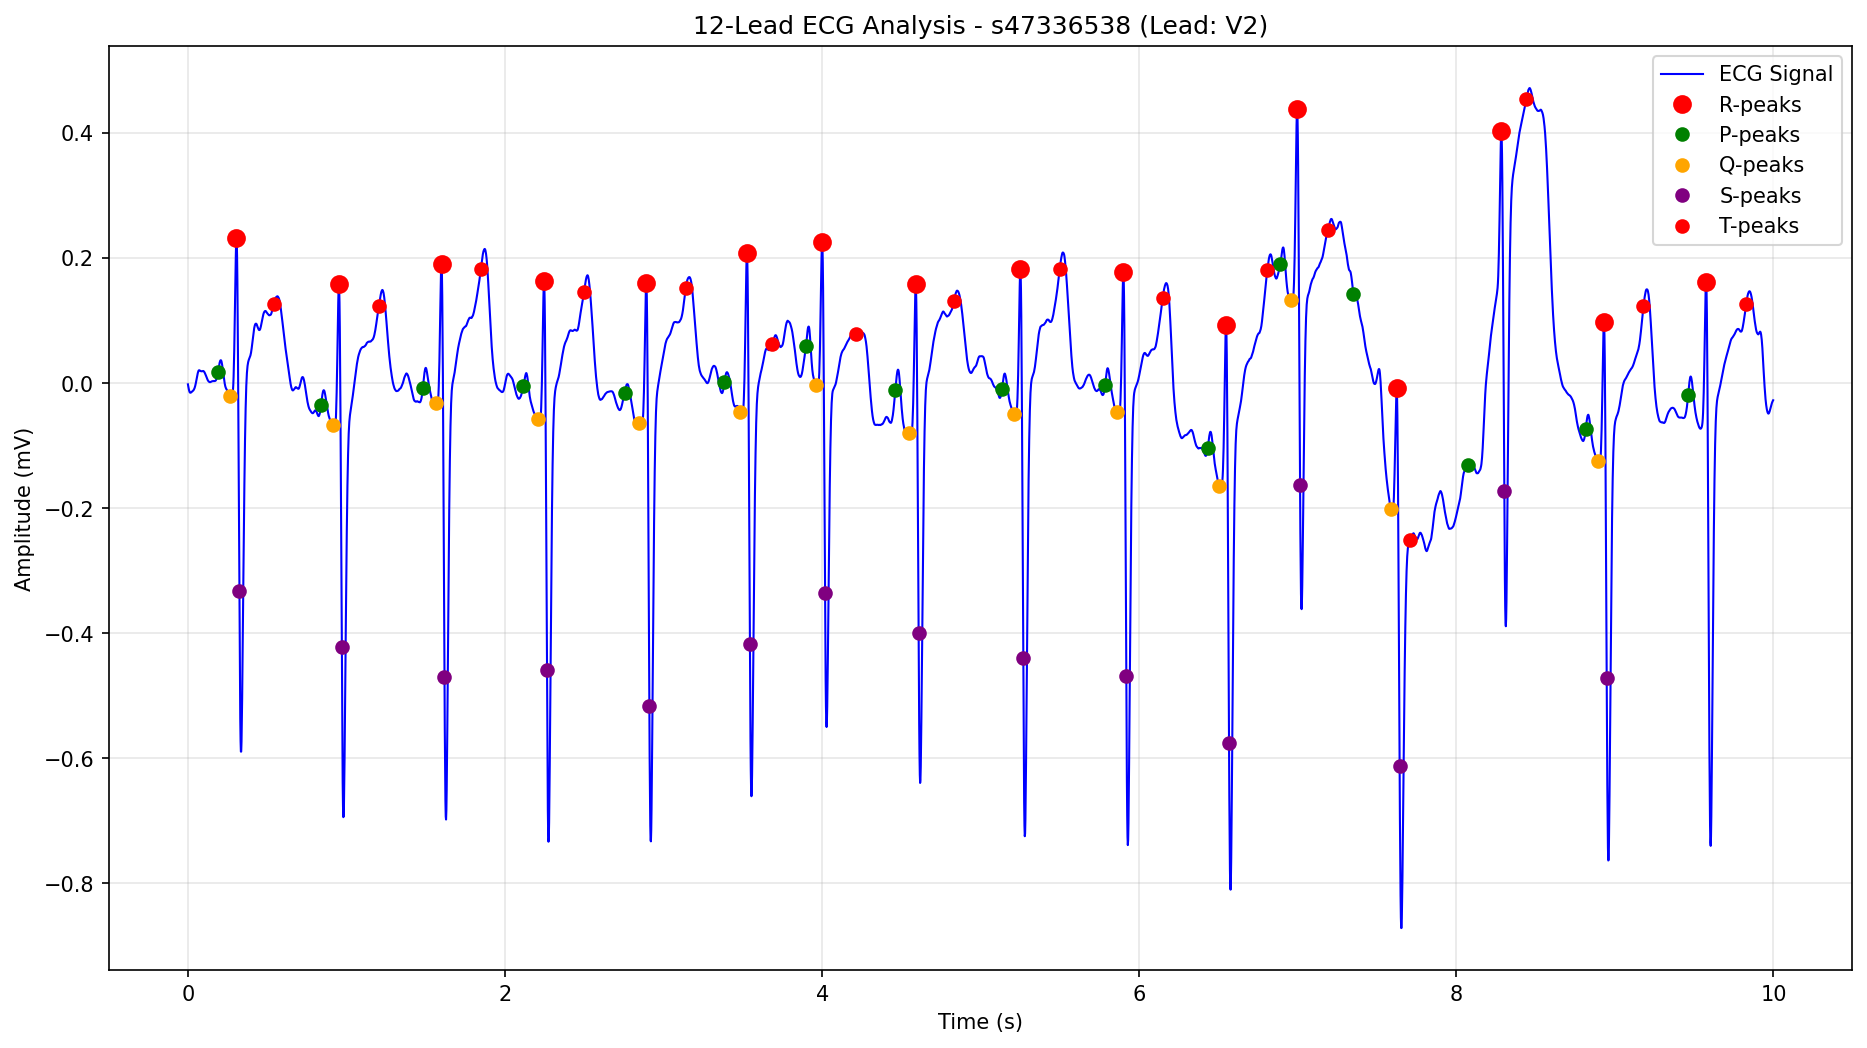 12-Lead ECG Analysis - s47336538 (Lead: V2)
ECG Signal
R-peaks
P-peaks
Q-peaks
S-peaks
T-peaks
Amplitude (mV)
0.4
0.2
0.0
−0.2
−0.4
−0.6
−0.8
0 2 4 6 8 10
Time (s)